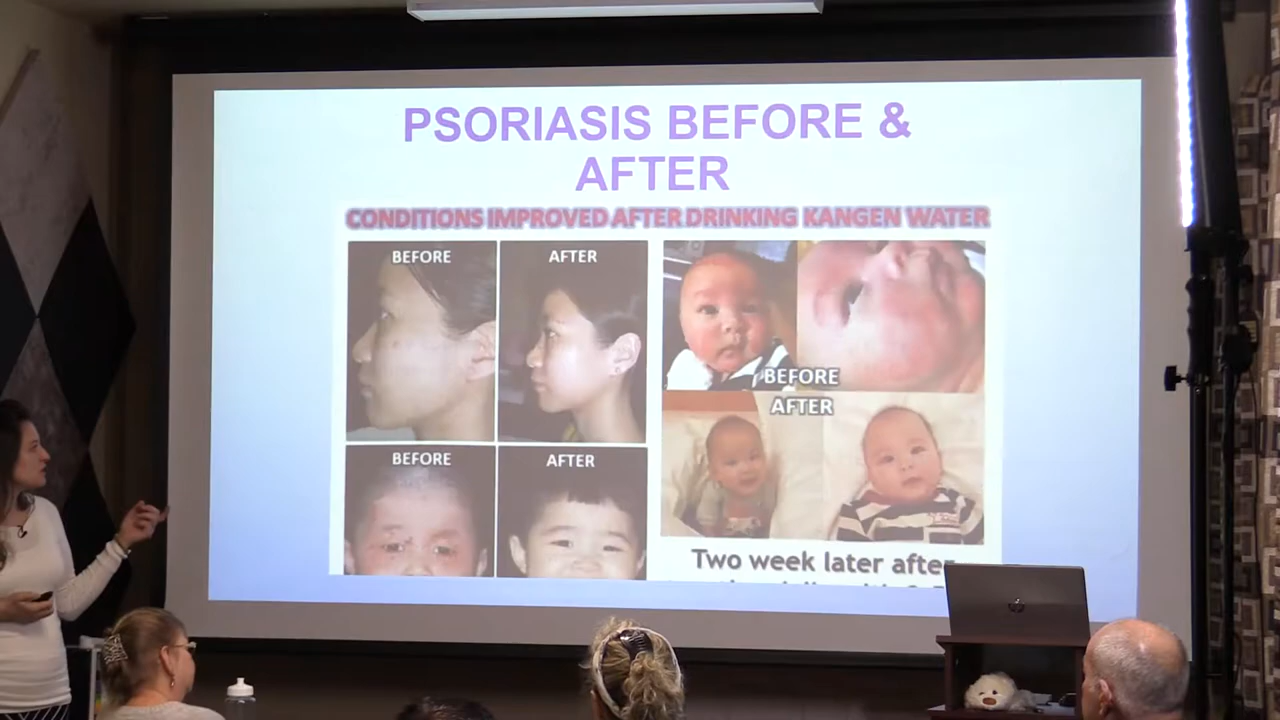 PSORIASIS BEFORE &
AFTER
CONDITIONS IMPROVED AFTER DRINKING KANGEN WATER
BEFORE
AFTER
BEFORE
AFTER
BEFORE
AFTER
Two week later after